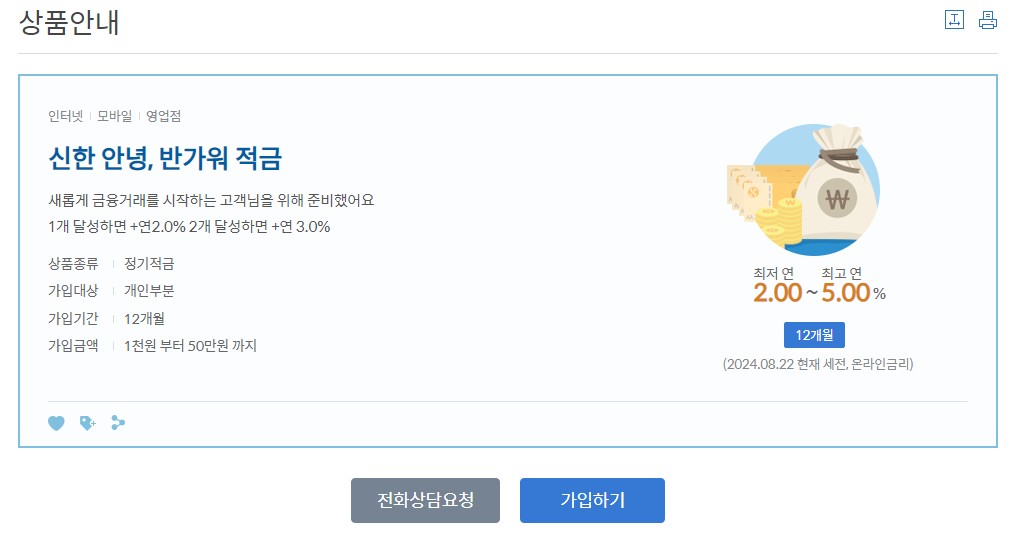 상품안내
인터넷 | 모바일 | 영업점
신한 안녕, 반가워 적금
새롭게 금융거래를 시작하는 고객님을 위해 준비했어요
1개 달성하면 +연2.0% 2개 달성하면 +연 3.0%
상품종류 | 정기적금
가입대상 | 개인부분
가입기간 | 12개월
가입금액 | 1천원 부터 50만원 까지
₩
최저 연 최고 연
2.00 ~ 5.00 %
12개월
(2024.08.22 현재 세전, 온라인금리)
전화상담요청 가입하기